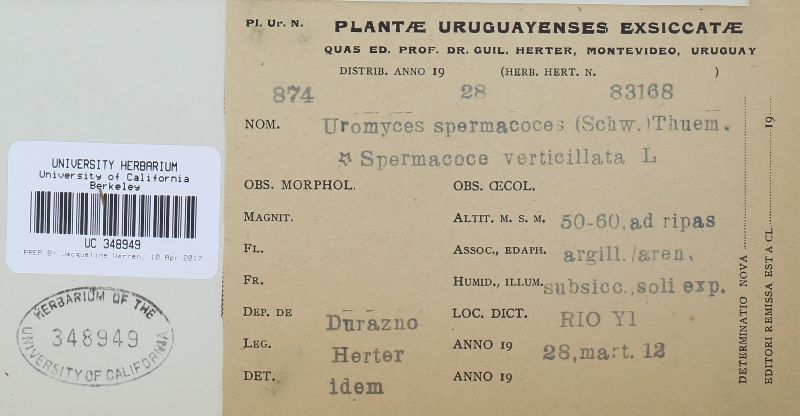 Pl. Ur. N. PLANTÆ URUGUAYENSES EXSICCATÆ
QUAS ED. PROF. DR. GUIL. HERTER, MONTEVIDEO, URUGUAY
DISTRIB. ANNO 19 (HERB. HERT. N. )
874 28 83168
NOM. Uromyces spermacoces (Schw.)Thuem.
☆ Spermacoce verticillata L
OBS. MORPHOL. OBS. ŒCOL.
MAGNIT. ALTIT. M. S. M. 50-60, ad ripas
FL. ASSOC., EDAPH. argill./aren.
FR. HUMID., ILLUM. subsicc., soli exp.
DEP. DE Durazno LOC. DICT. RIO YI
LEG. Herter ANNO 19 28, mart. 12
DET. idem ANNO 19
DETERMINATIO NOVA
EDITORI REMISSA EST A CL. 19
UNIVERSITY HERBARIUM
University of California
Berkeley
UC 348949
PREP BY Jacqueline Warren, 10 Apr 2017
HERBARIUM OF THE
348949
UNIVERSITY OF CALIFORNIA